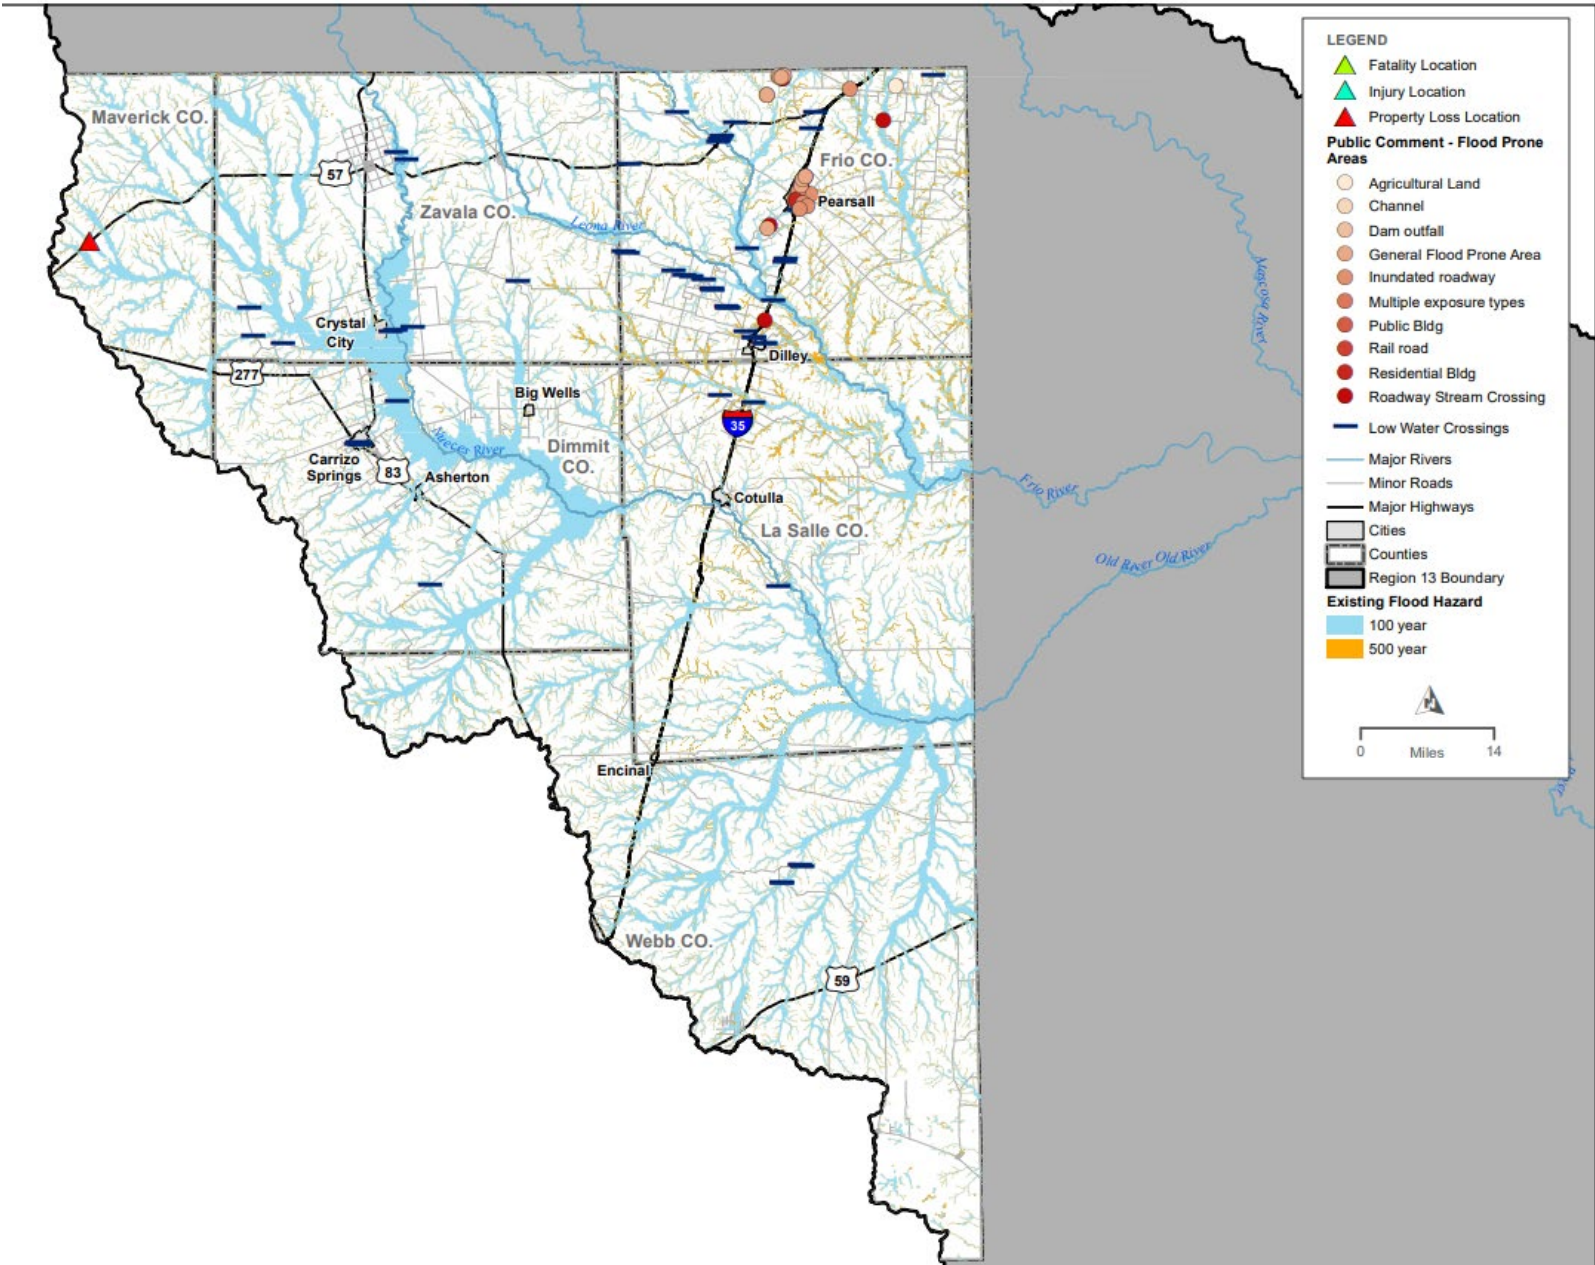 Maverick CO.
57
Zavala CO.
Leona River
Frio CO.
Pearsall
Crystal
City
277
Dilley
Big Wells
35
Nueces River
Dimmit
CO.
Carrizo
Springs
83
Asherton
Cotulla
La Salle CO.
Frio River
Old River Old River
Encinal
Webb CO.
59
LEGEND
Fatality Location
Injury Location
Property Loss Location
Public Comment - Flood Prone
Areas
Agricultural Land
Channel
Dam outfall
General Flood Prone Area
Inundated roadway
Multiple exposure types
Public Bldg
Rail road
Residential Bldg
Roadway Stream Crossing
Low Water Crossings
Major Rivers
Minor Roads
Major Highways
Cities
Counties
Region 13 Boundary
Existing Flood Hazard
100 year
500 year
0 14
Miles